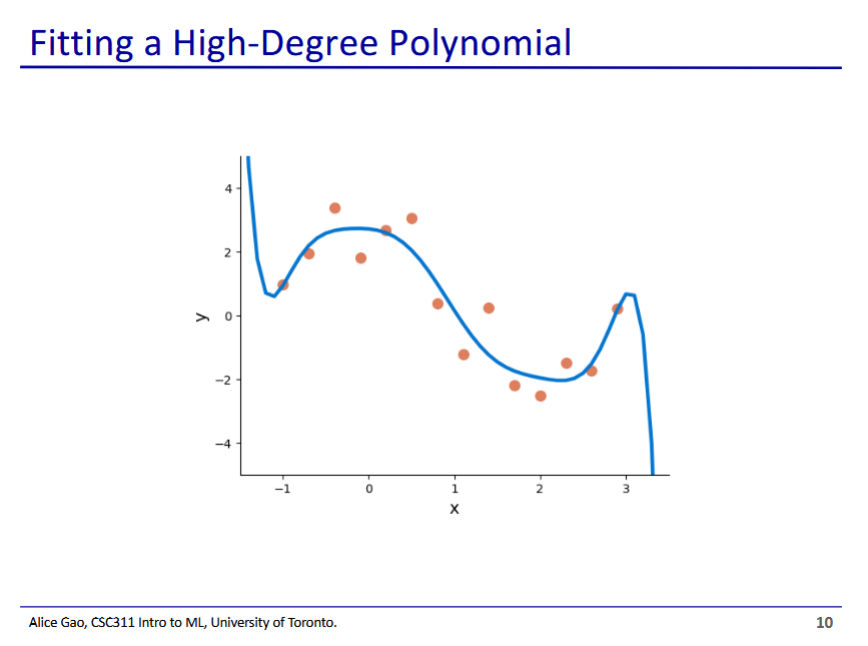 Fitting a High-Degree Polynomial
4
2
0
−2
−4
y
−1 0 1 2 3
x
Alice Gao, CSC311 Intro to ML, University of Toronto. 10